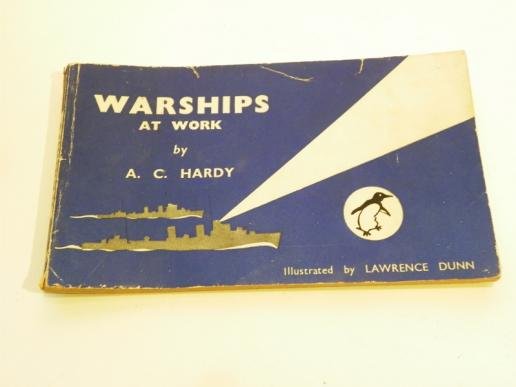 WARSHIPS
AT WORK
by
A. C. HARDY
Illustrated by LAWRENCE DUNN